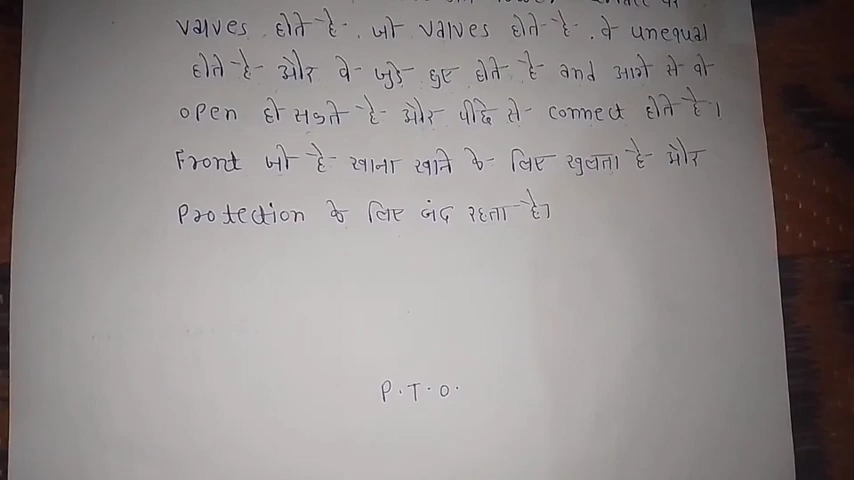 valves होते है. जो valves होते है. वे unequal
होते है और वे जुड़े हुए होते है and आगे से वो
open हो सकते है और पीछे से connect होते है।
Front जो है खाना खाने के लिए खुलता है और
protection के लिए बंद रहता है।
P.T.O.